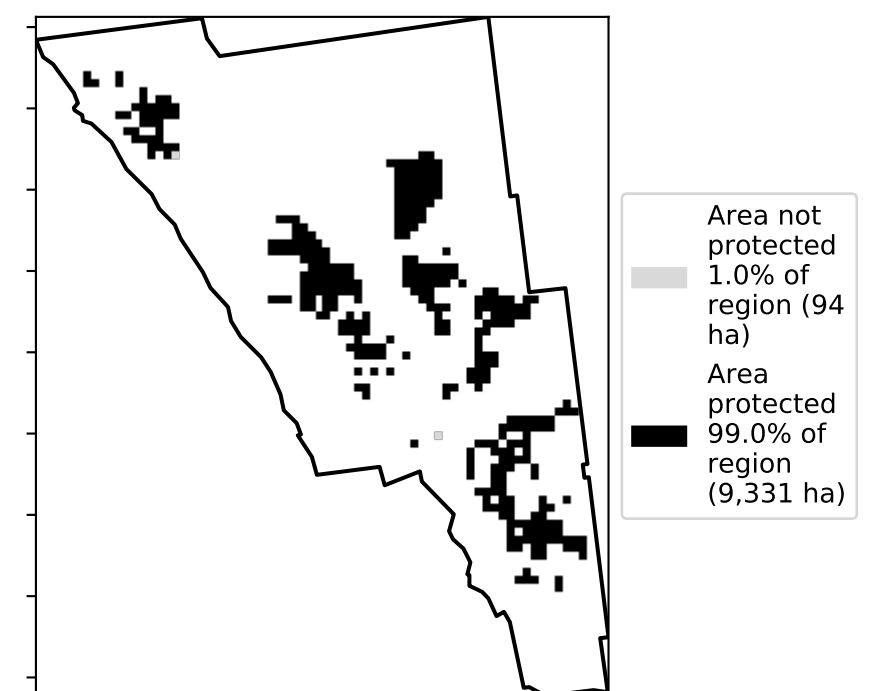 Area not
protected
1.0% of
region (94
ha)
Area
protected
99.0% of
region
(9,331 ha)